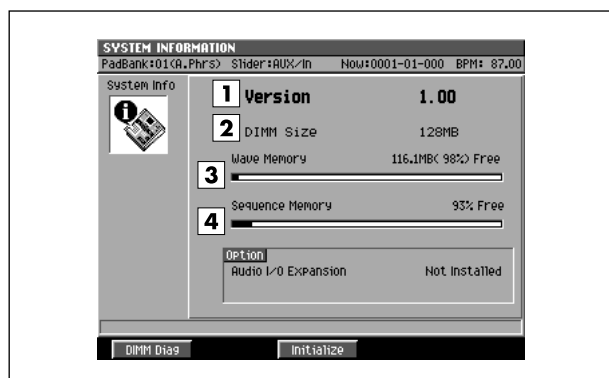 SYSTEM INFORMATION
PadBank:01(A.Phrs) Slider:AUX/In Now:0001-01-000 BPM: 87.00
System Info
1 Version 1.00
2 DIMM Size 128MB
Wave Memory 116.1MB( 98%) Free
3
Sequence Memory 93% Free
4
Option
Audio I/O Expansion Not Installed
DIMM Diag Initialize